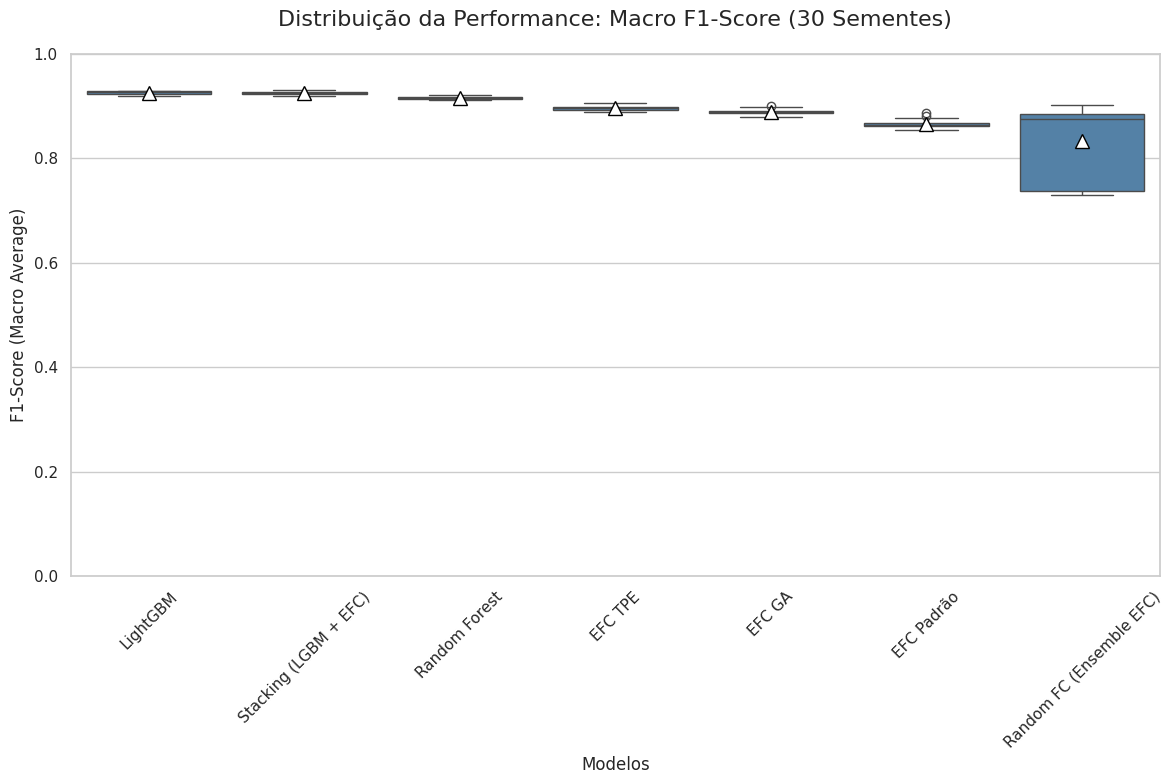 Distribuição da Performance: Macro F1-Score (30 Sementes)
F1-Score (Macro Average)
1.0
0.8
0.6
0.4
0.2
0.0
LightGBM
Stacking (LGBM + EFC)
Random Forest
EFC TPE
EFC GA
EFC Padrão
Random FC (Ensemble EFC)
Modelos